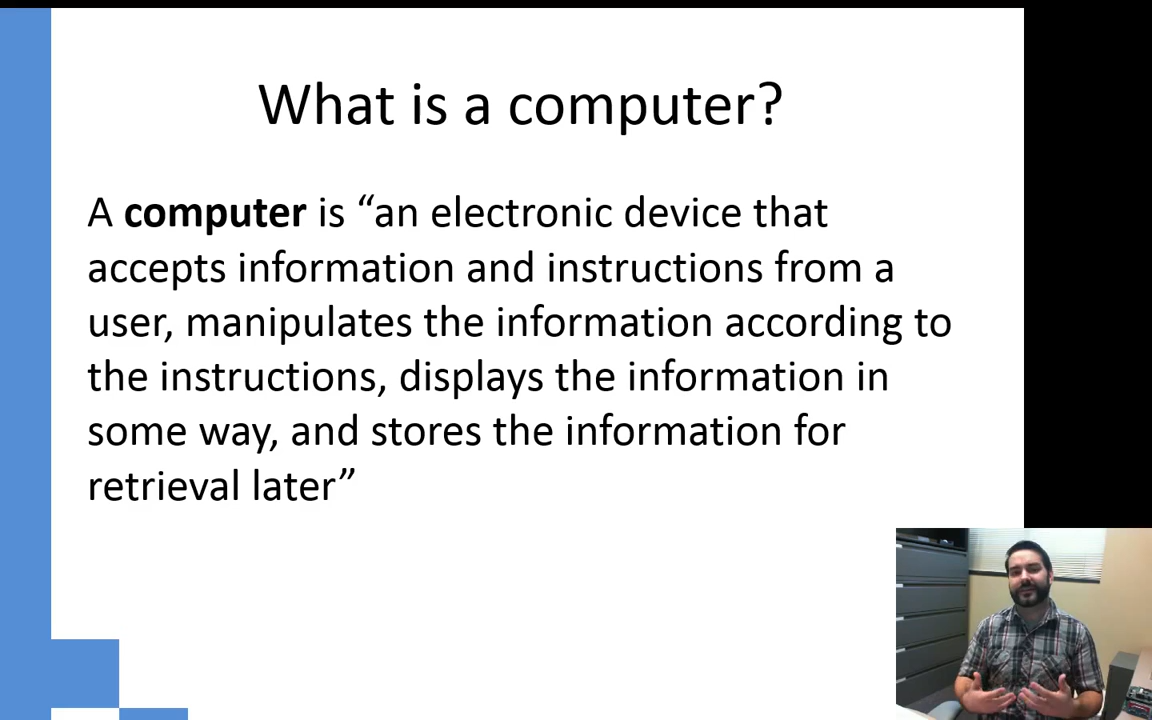 What is a computer?
A computer is “an electronic device that
accepts information and instructions from a
user, manipulates the information according to
the instructions, displays the information in
some way, and stores the information for
retrieval later”